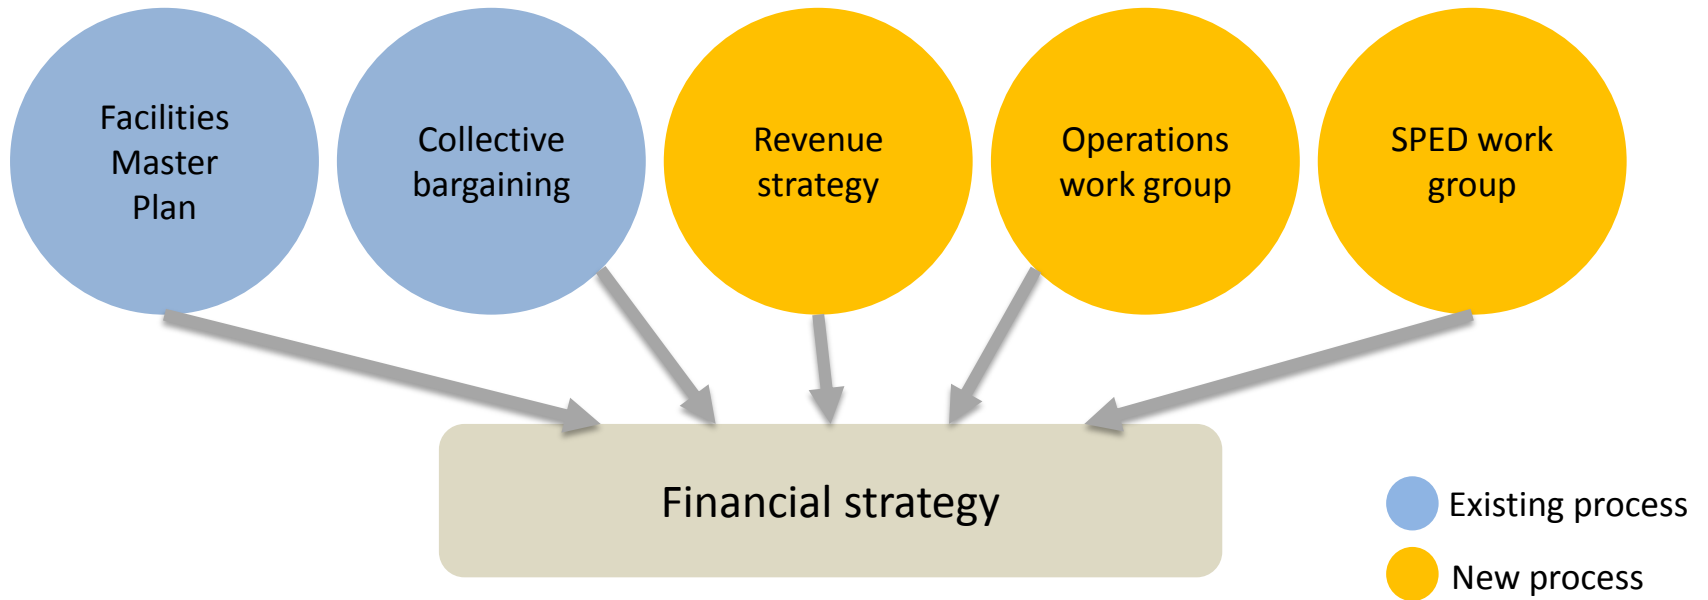 Facilities
Master
Plan
Collective
bargaining
Revenue
strategy
Operations
work group
SPED work
group
Financial strategy
Existing process
New process